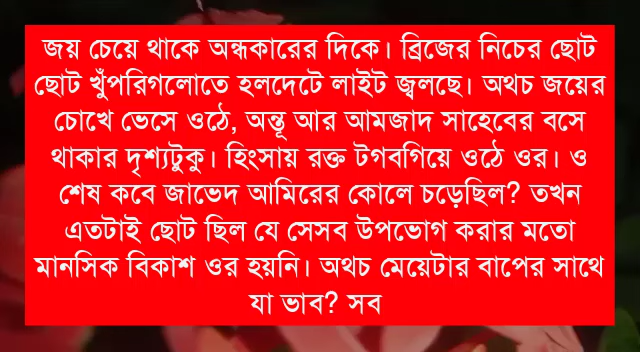 জয় চেয়ে থাকে অন্ধকারের দিকে। ব্রিজের নিচের ছোট
ছোট খুঁপরিগলোতে হলদেটে লাইট জ্বলছে। অথচ জয়ের
চোখে ভেসে ওঠে, অন্তূ আর আমজাদ সাহেবের বসে
থাকার দৃশ্যটুকু। হিংসায় রক্ত টগবগিয়ে ওঠে ওর। ও
শেষ কবে জাভেদ আমিরের কোলে চড়েছিল? তখন
এতটাই ছোট ছিল যে সেসব উপভোগ করার মতো
মানসিক বিকাশ ওর হয়নি। অথচ মেয়েটার বাপের সাথে
যা ভাব? সব